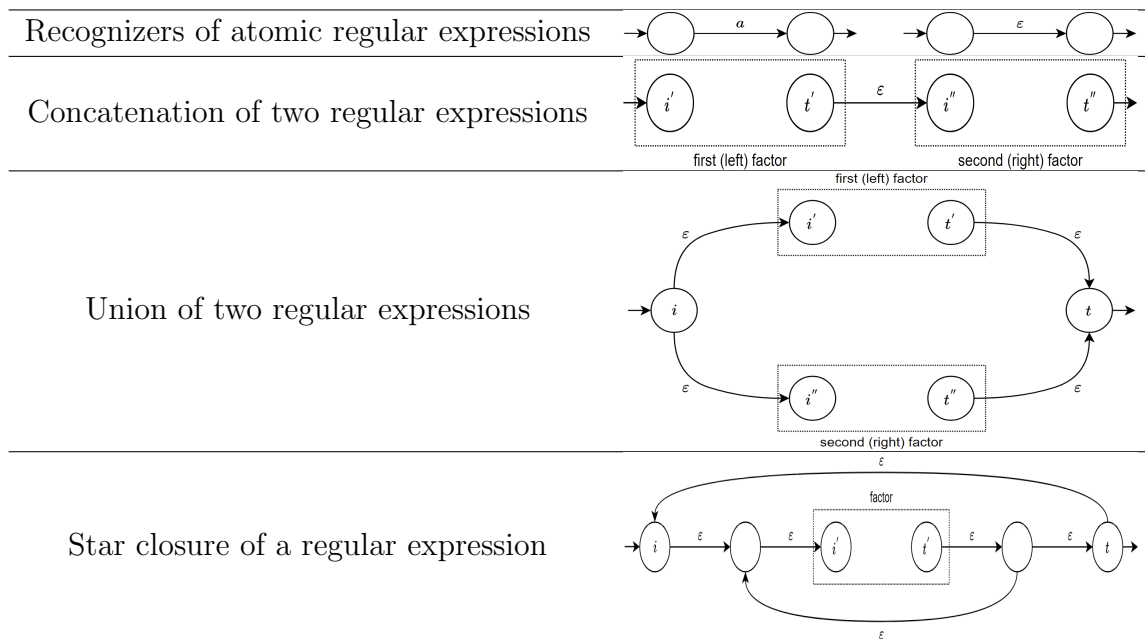 Recognizers of atomic regular expressions
a
ε
Concatenation of two regular expressions
i′
t′
ε
i″
t″
first (left) factor
second (right) factor
Union of two regular expressions
first (left) factor
i′
t′
ε
ε
i
t
ε
ε
i″
t″
second (right) factor
Star closure of a regular expression
ε
factor
i
ε
ε
i′
t′
ε
ε
t
ε